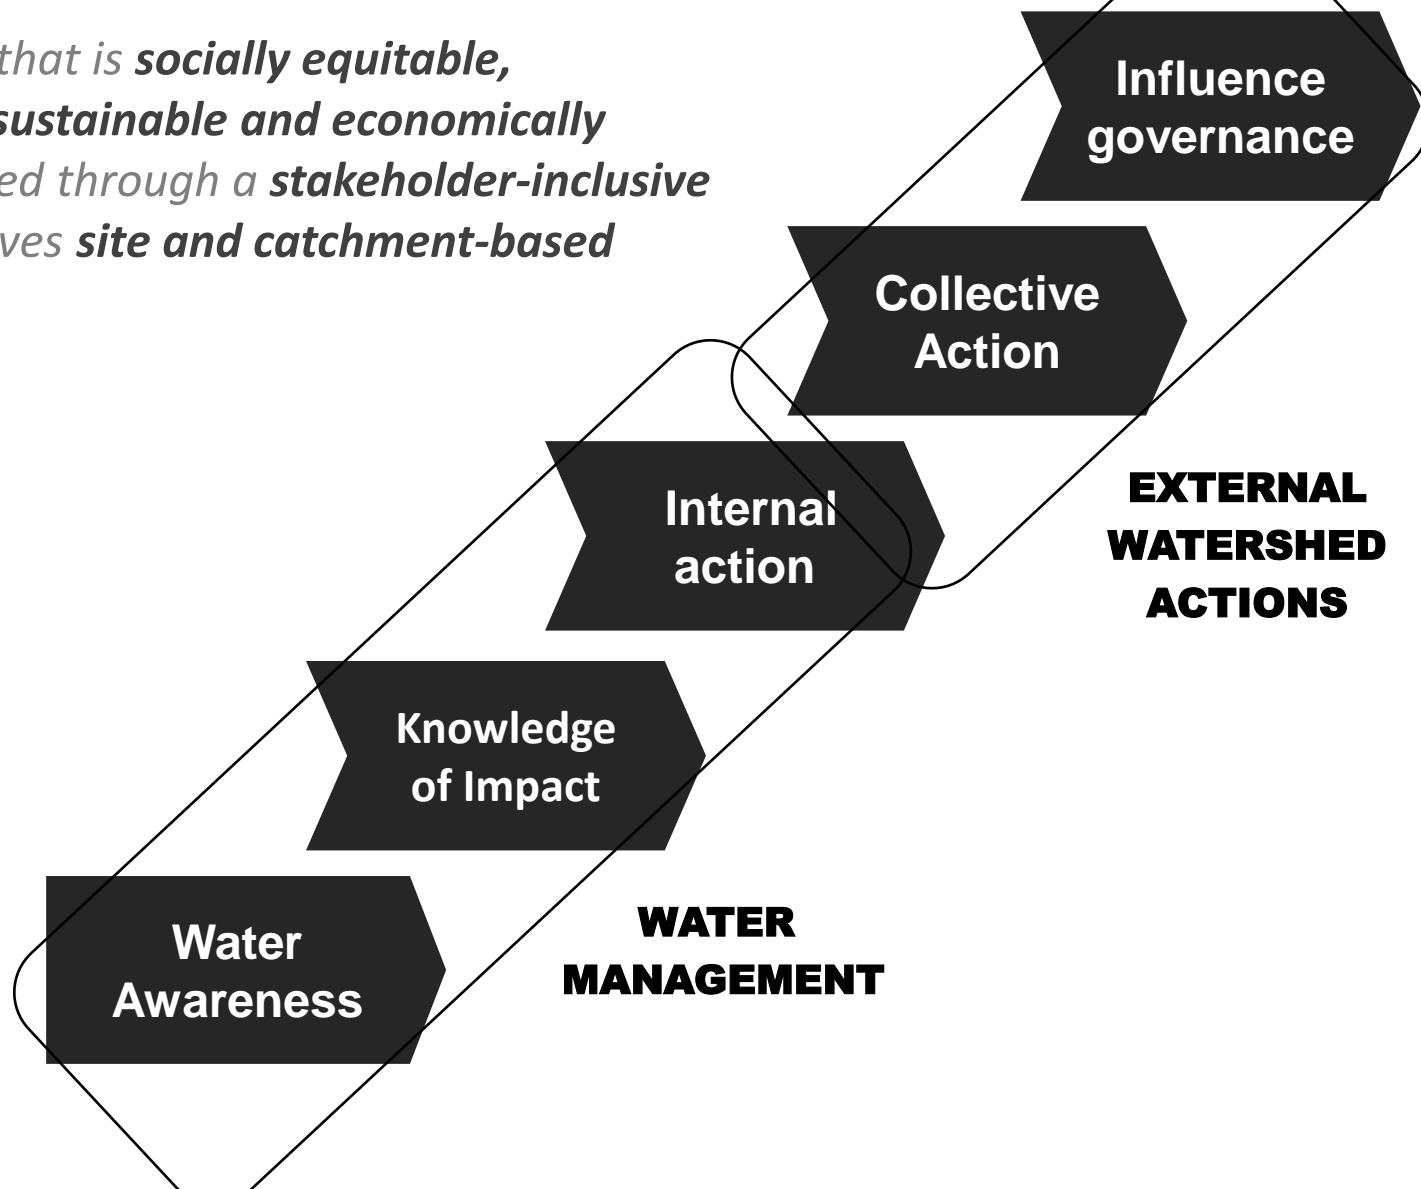 that is socially equitable,
sustainable and economically
ed through a stakeholder-inclusive
ves site and catchment-based
Influence
governance
Collective
Action
Internal
action
EXTERNAL
WATERSHED
ACTIONS
Knowledge
of Impact
Water
Awareness
WATER
MANAGEMENT